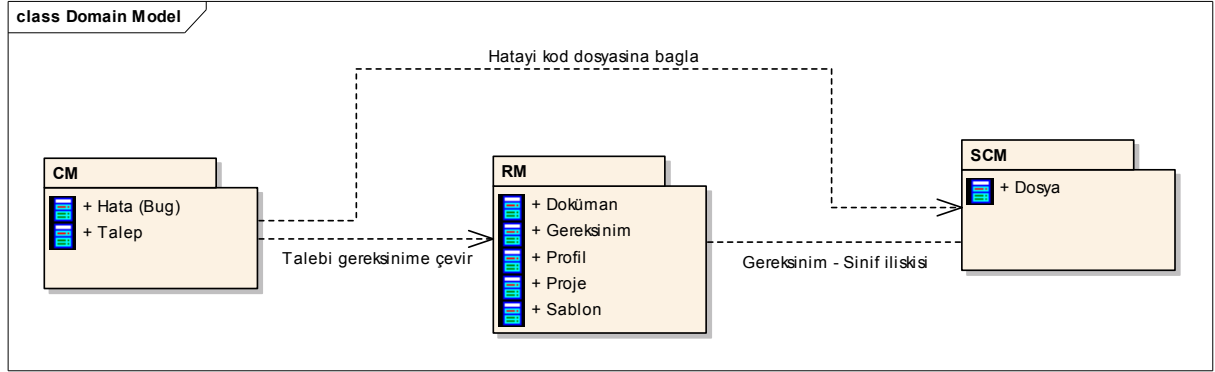 class Domain Model
Hatayi kod dosyasina bagla
CM
+ Hata (Bug)
+ Talep
Talebi gereksinime çevir
RM
+ Doküman
+ Gereksinim
+ Profil
+ Proje
+ Sablon
Gereksinim - Sinif iliskisi
SCM
+ Dosya